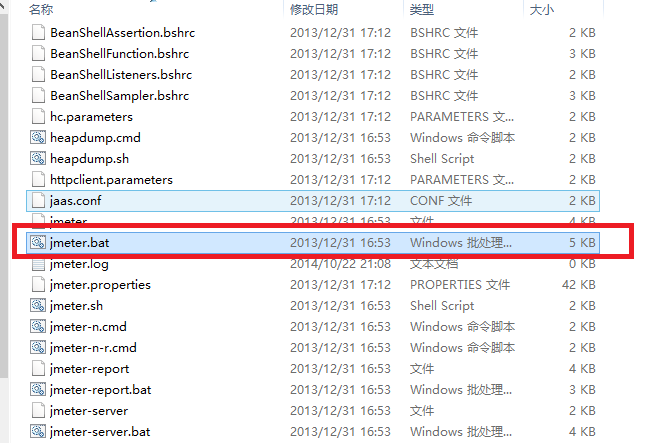 名称 修改日期 类型 大小
BeanShellAssertion.bshrc 2013/12/31 17:12 BSHRC 文件 2 KB
BeanShellFunction.bshrc 2013/12/31 17:12 BSHRC 文件 3 KB
BeanShellListeners.bshrc 2013/12/31 17:12 BSHRC 文件 2 KB
BeanShellSampler.bshrc 2013/12/31 17:12 BSHRC 文件 3 KB
hc.parameters 2013/12/31 17:12 PARAMETERS 文... 2 KB
heapdump.cmd 2013/12/31 16:53 Windows 命令脚本 2 KB
heapdump.sh 2013/12/31 16:53 Shell Script 2 KB
httpclient.parameters 2013/12/31 17:12 PARAMETERS 文... 2 KB
jaas.conf 2013/12/31 17:12 CONF 文件 2 KB
jmeter 2013/12/31 16:53 文件 4 KB
jmeter.bat 2013/12/31 16:53 Windows 批处理... 5 KB
jmeter.log 2014/10/22 21:08 文本文档 0 KB
jmeter.properties 2013/12/31 17:12 PROPERTIES 文件 42 KB
jmeter.sh 2013/12/31 16:53 Shell Script 2 KB
jmeter-n.cmd 2013/12/31 16:53 Windows 命令脚本 2 KB
jmeter-n-r.cmd 2013/12/31 16:53 Windows 命令脚本 2 KB
jmeter-report 2013/12/31 16:53 文件 4 KB
jmeter-report.bat 2013/12/31 16:53 Windows 批处理... 3 KB
jmeter-server 2013/12/31 16:53 文件 2 KB
jmeter-server.bat 2013/12/31 16:53 Windows 批处理... 4 KB